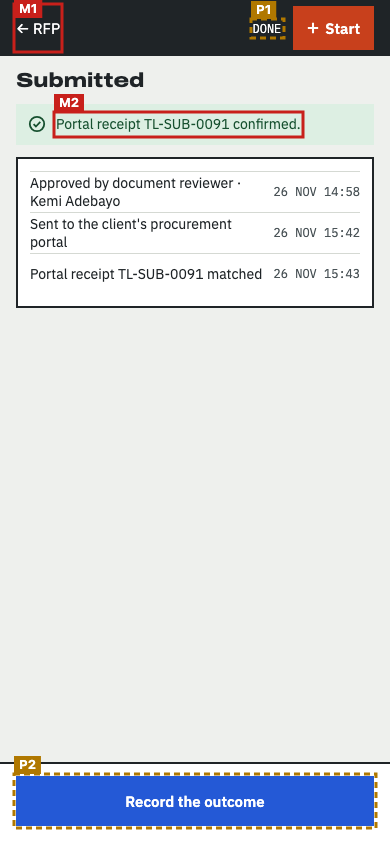 M1
← RFP
P1
DONE
+ Start
Submitted
M2
Portal receipt TL-SUB-0091 confirmed.
Approved by document reviewer ·
Kemi Adebayo
26 NOV 14:58
Sent to the client's procurement
portal
26 NOV 15:42
Portal receipt TL-SUB-0091 matched
26 NOV 15:43
P2
Record the outcome